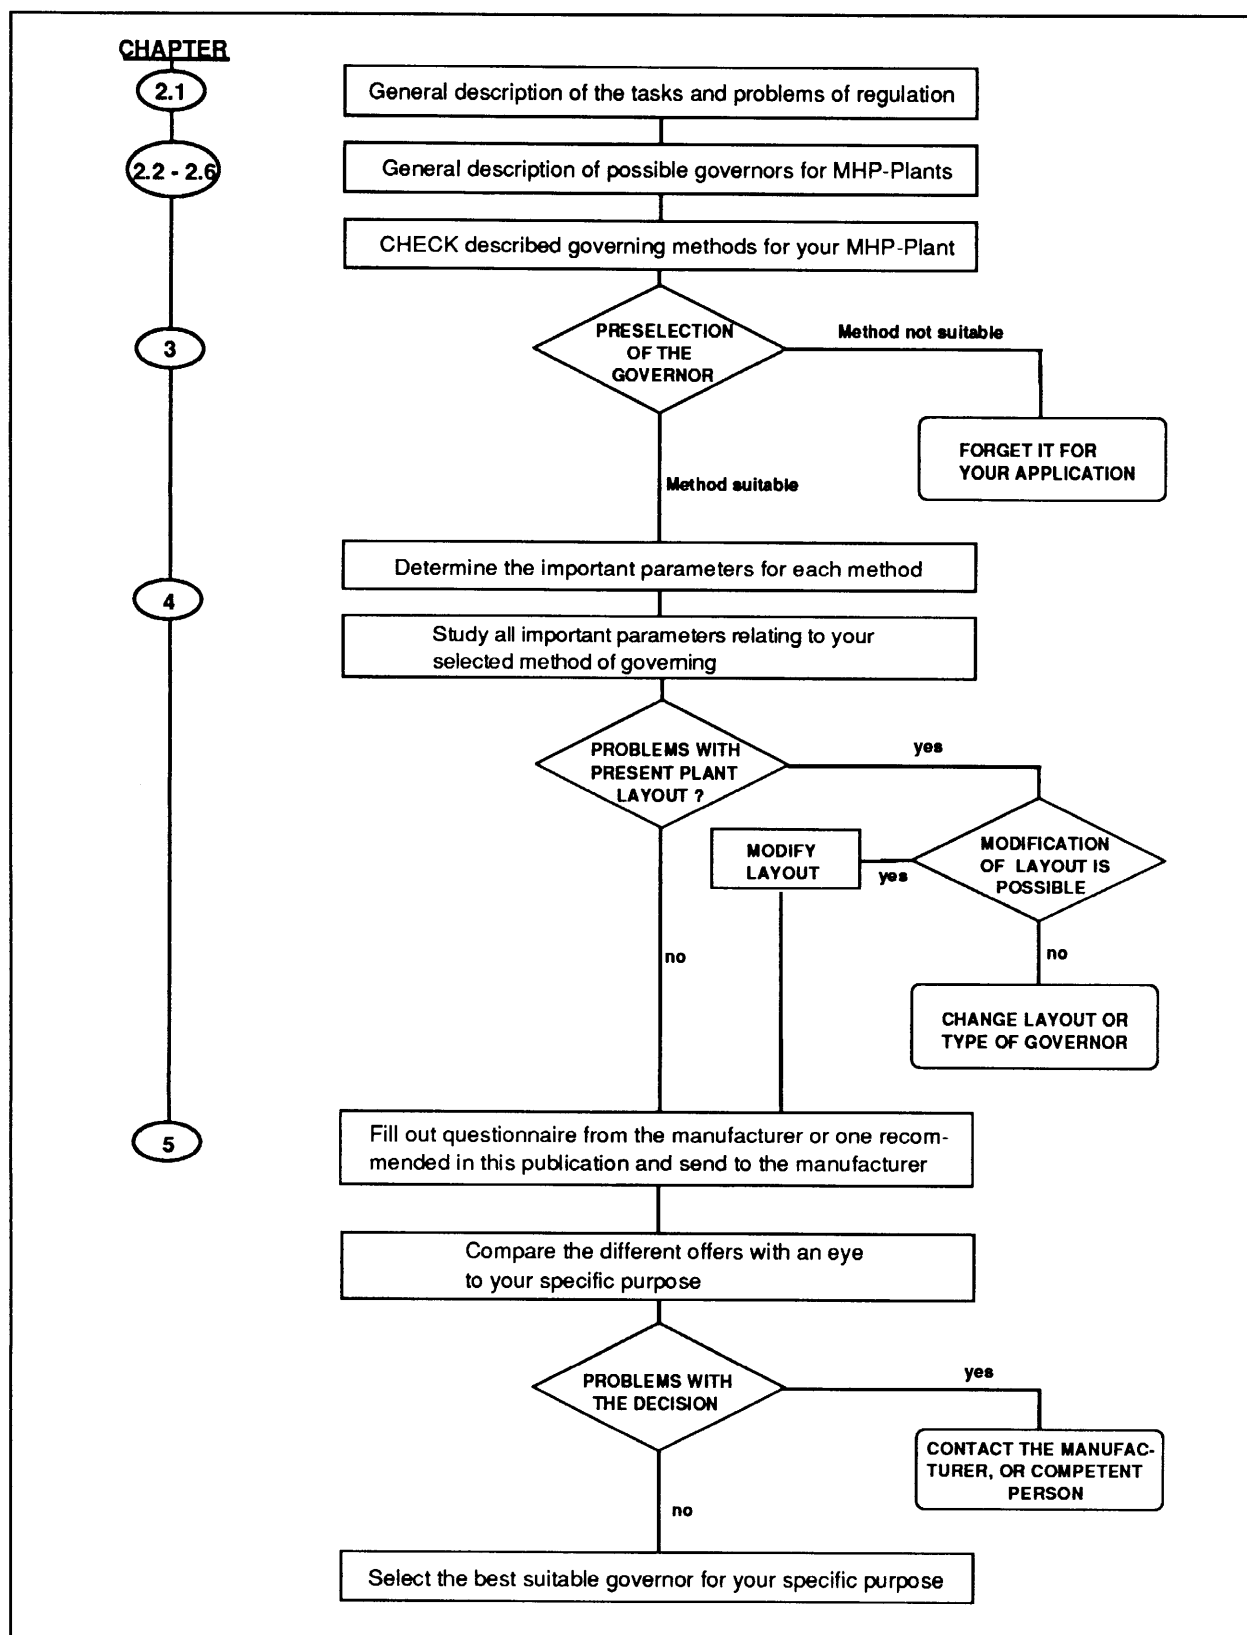 CHAPTER
2.1
General description of the tasks and problems of regulation
2.2 - 2.6
General description of possible governors for MHP-Plants
CHECK described governing methods for your MHP-Plant
3
PRESELECTION
OF THE
GOVERNOR
Method not suitable
FORGET IT FOR
YOUR APPLICATION
Method suitable
Determine the important parameters for each method
4
Study all important parameters relating to your
selected method of governing
PROBLEMS WITH
PRESENT PLANT
LAYOUT ?
yes
MODIFICATION
OF LAYOUT IS
POSSIBLE
yes
MODIFY
LAYOUT
no
no
CHANGE LAYOUT OR
TYPE OF GOVERNOR
5
Fill out questionnaire from the manufacturer or one recom-
mended in this publication and send to the manufacturer
Compare the different offers with an eye
to your specific purpose
PROBLEMS WITH
THE DECISION
yes
CONTACT THE MANUFAC-
TURER, OR COMPETENT
PERSON
no
Select the best suitable governor for your specific purpose